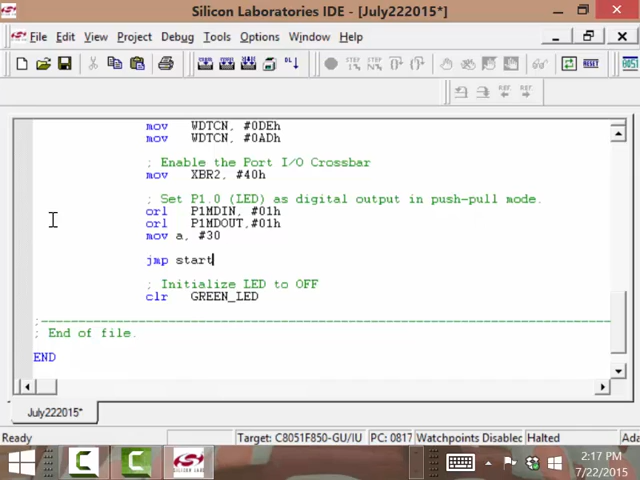 Silicon Laboratories IDE - [July222015*]
File Edit View Project Debug Tools Options Window Help
mov WDTCN, #0DEh
mov WDTCN, #0ADh
; Enable the Port I/O Crossbar
mov XBR2, #40h
; Set P1.0 (LED) as digital output in push-pull mode.
orl P1MDIN, #01h
orl P1MDOUT,#01h
mov a, #30
jmp start
; Initialize LED to OFF
clr GREEN_LED
;-----------------------------------------------------------------------------
; End of file.
END
July222015*
Ready Target: C8051F850-GU/IU PC: 0817 Watchpoints Disabled Halted Ada
2:17 PM
7/22/2015